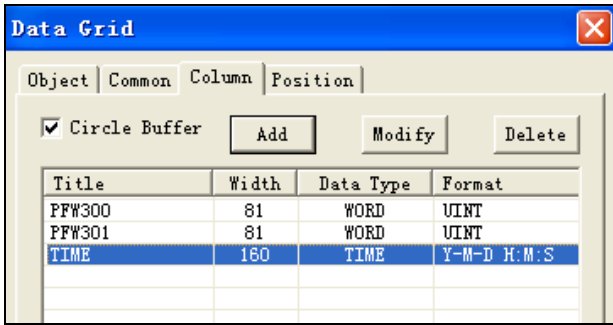 Data Grid
Object Common Column Position
Circle Buffer Add Modify Delete
Title Width Data Type Format
PFW300 81 WORD UINT
PFW301 81 WORD UINT
TIME 160 TIME Y-M-D H:M:S